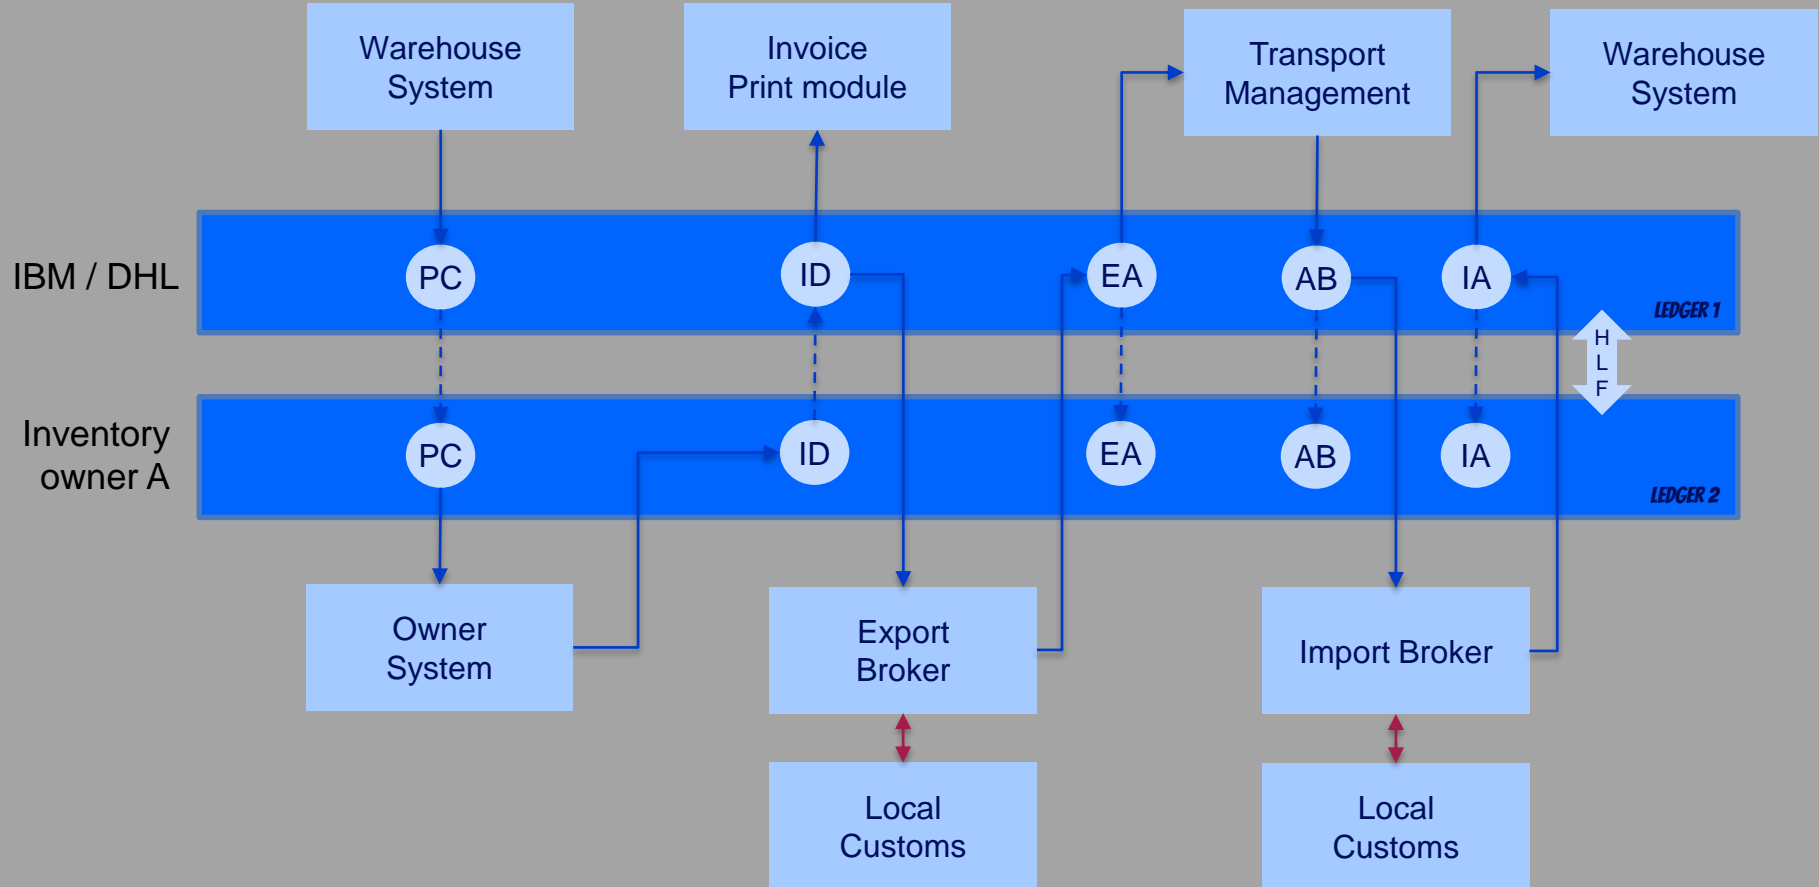 Warehouse
System
Invoice
Print module
Transport
Management
Warehouse
System
IBM / DHL
PC
ID
EA
AB
IA
LEDGER 1
H
L
F
Inventory
owner A
PC
ID
EA
AB
IA
LEDGER 2
Owner
System
Export
Broker
Import Broker
Local
Customs
Local
Customs